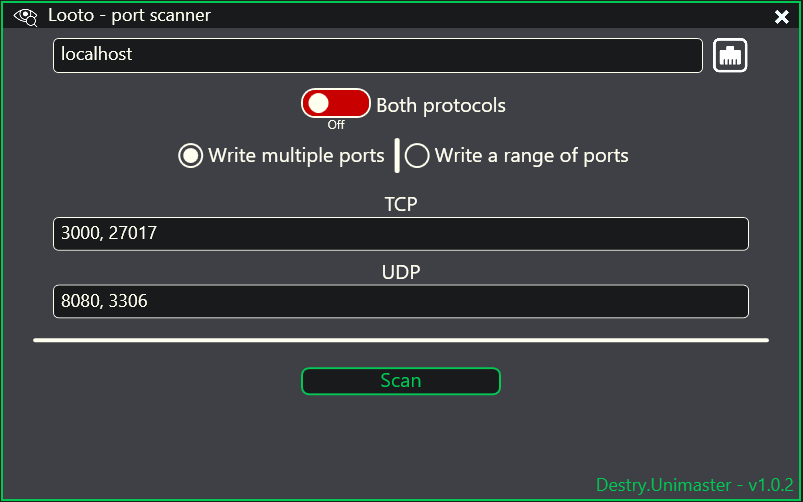 Looto - port scanner
localhost
Both protocols
Off
Write multiple ports
Write a range of ports
TCP
3000, 27017
UDP
8080, 3306
Scan
Destry.Unimaster - v1.0.2